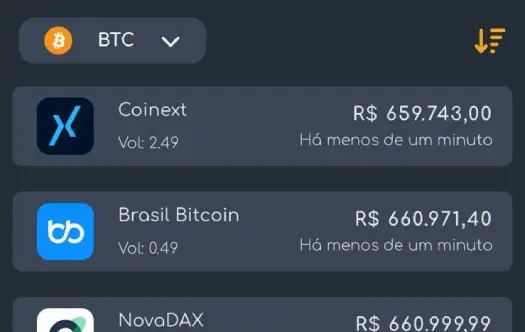 BTC
Coinext
R$ 659.743,00
Vol: 2.49
Há menos de um minuto
Brasil Bitcoin
R$ 660.971,40
Vol: 0.49
Há menos de um minuto
NovaDAX
R$ 660.999,99